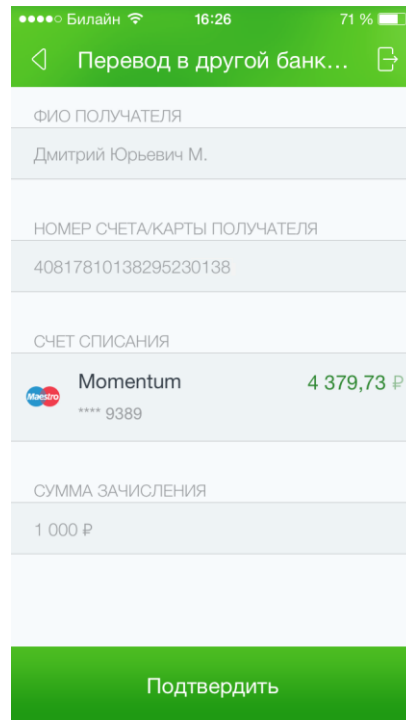 Билайн 16:26 71 %
Перевод в другой банк...
ФИО ПОЛУЧАТЕЛЯ
Дмитрий Юрьевич М.
НОМЕР СЧЕТА/КАРТЫ ПОЛУЧАТЕЛЯ
40817810138295230138
СЧЕТ СПИСАНИЯ
Maestro
Momentum 4 379,73 ₽
**** 9389
СУММА ЗАЧИСЛЕНИЯ
1 000 ₽
Подтвердить